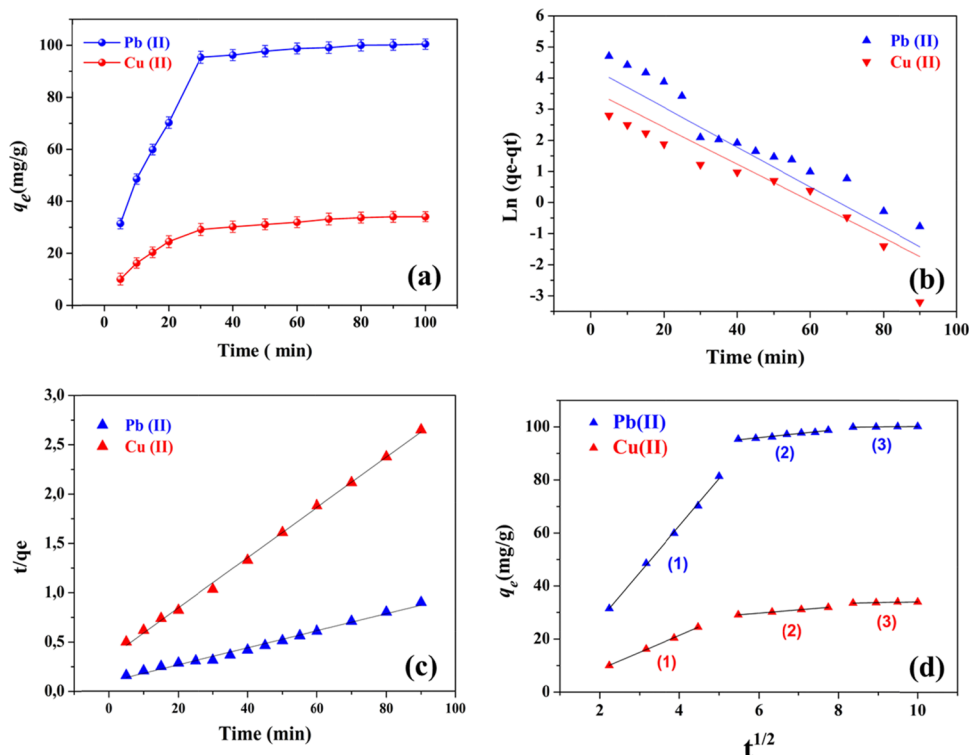 100
80
60
40
20
0
qe(mg/g)
Pb (II)
Cu (II)
(a)
0 20 40 60 80 100
Time ( min)
5
4
3
2
1
0
-1
-2
-3
Ln (qe-qt)
Pb (II)
Cu (II)
(b)
0 20 40 60 80 100
Time (min)
3,0
2,5
2,0
1,5
1,0
0,5
0,0
t/qe
Pb (II)
Cu (II)
(c)
0 20 40 60 80 100
Time (min)
100
80
60
40
20
0
qe(mg/g)
Pb(II)
Cu(II)
(1)
(2)
(3)
(1)
(2)
(3)
(d)
2 4 6 8 10
t1/2